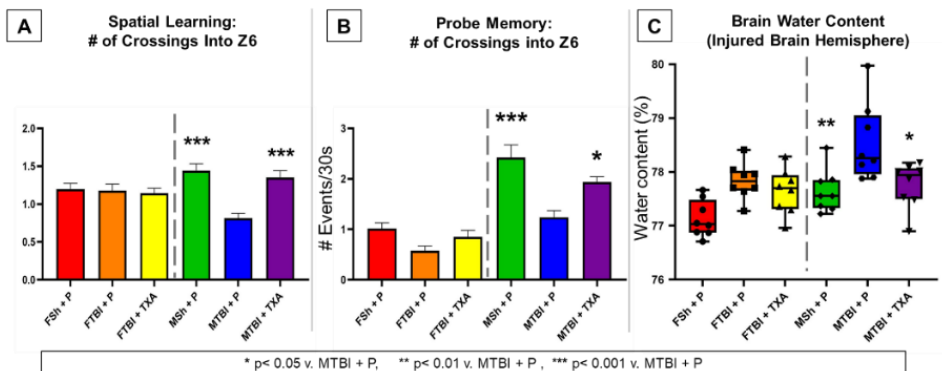 A
Spatial Learning:
# of Crossings Into Z6
2.0
1.5
1.0
0.5
0.0
***
***
FSh + P
FTBI + P
FTBI + TXA
MSh + P
MTBI + P
MTBI + TXA
B
Probe Memory:
# of Crossings into Z6
# Events/30s
3
2
1
0
***
*
FSh + P
FTBI + P
FTBI + TXA
MSh + P
MTBI + P
MTBI + TXA
C
Brain Water Content
(Injured Brain Hemisphere)
Water content (%)
80
79
78
77
76
**
*
FSh + P
FTBI + P
FTBI + TXA
MSh + P
MTBI + P
MTBI + TXA
* p< 0.05 v. MTBI + P, ** p< 0.01 v. MTBI + P , *** p< 0.001 v. MTBI + P